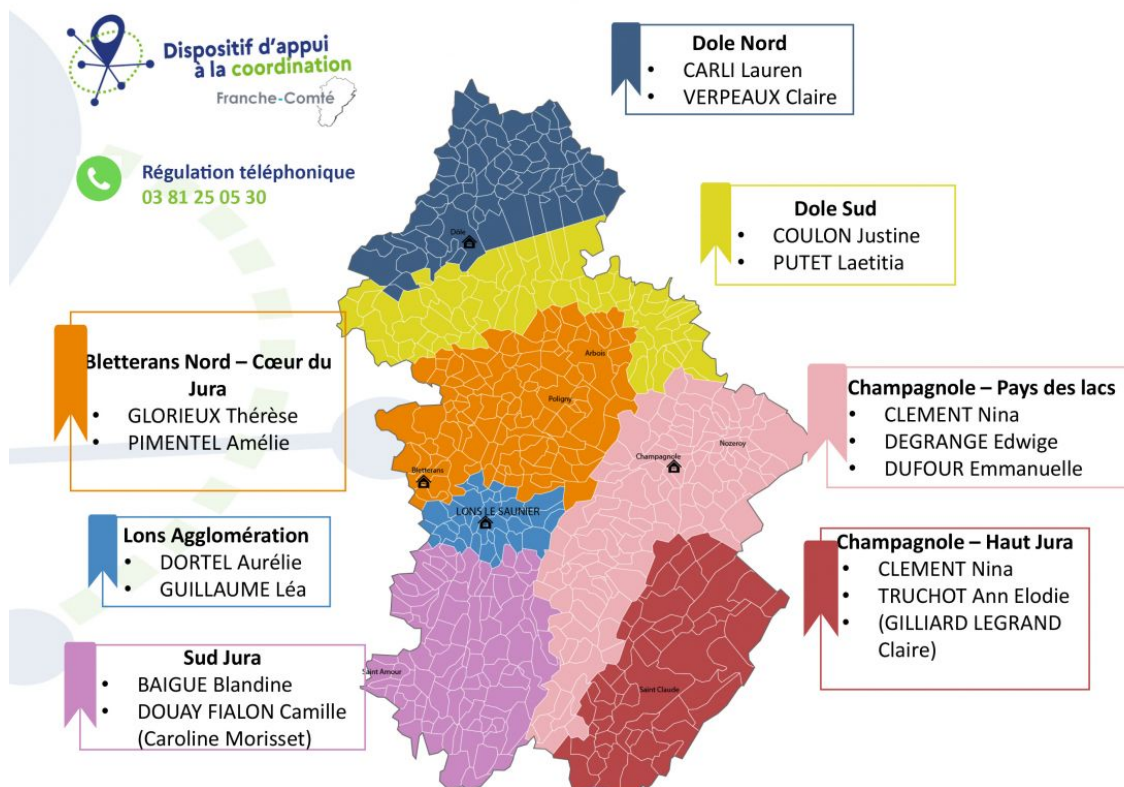 Dispositif d'appui
à la coordination
Franche-Comté
Régulation téléphonique
03 81 25 05 30
Dole Nord
• CARLI Lauren
• VERPEAUX Claire
Dole Sud
• COULON Justine
• PUTET Laetitia
Bletterans Nord – Cœur du
Jura
• GLORIEUX Thérèse
• PIMENTEL Amélie
Champagnole – Pays des lacs
• CLEMENT Nina
• DEGRANGE Edwige
• DUFOUR Emmanuelle
Lons Agglomération
• DORTEL Aurélie
• GUILLAUME Léa
Champagnole – Haut Jura
• CLEMENT Nina
• TRUCHOT Ann Elodie
• (GILLIARD LEGRAND
Claire)
Sud Jura
• BAIGUE Blandine
• DOUAY FIALON Camille
(Caroline Morisset)
Dôle
Arbois
Poligny
Nozeroy
Champagnole
Bletterans
LONS LE SAUNIER
Saint Amour
Saint Claude